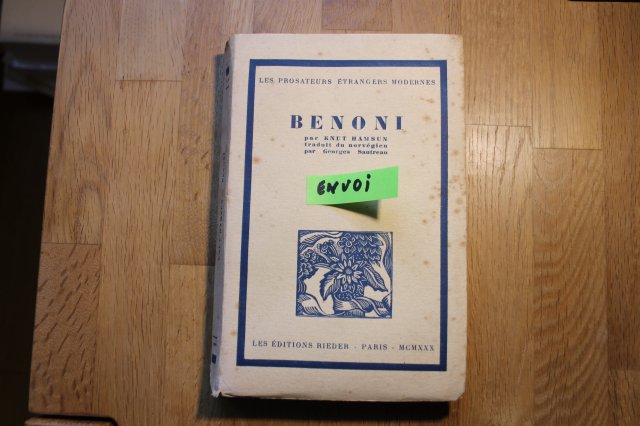 LES PROSATEURS ÉTRANGERS MODERNES
BENONI
par KNUT HAMSUN
traduit du norvégien
par Georges Sautreau
ENVOi
LES ÉDITIONS RIEDER - PARIS - MCMXXX